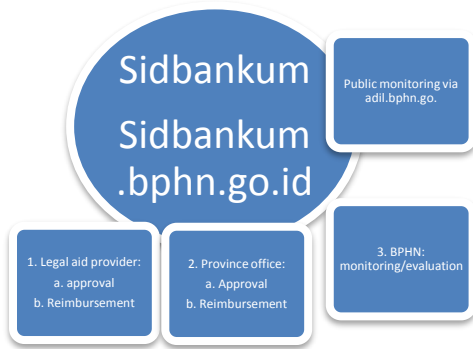 Sidbankum
Sidbankum
.bphn.go.id
Public monitoring via
adil.bphn.go.
1. Legal aid provider:
a. approval
b. Reimbursement
2. Province office:
a. Approval
b. Reimbursement
3. BPHN:
monitoring/evaluation